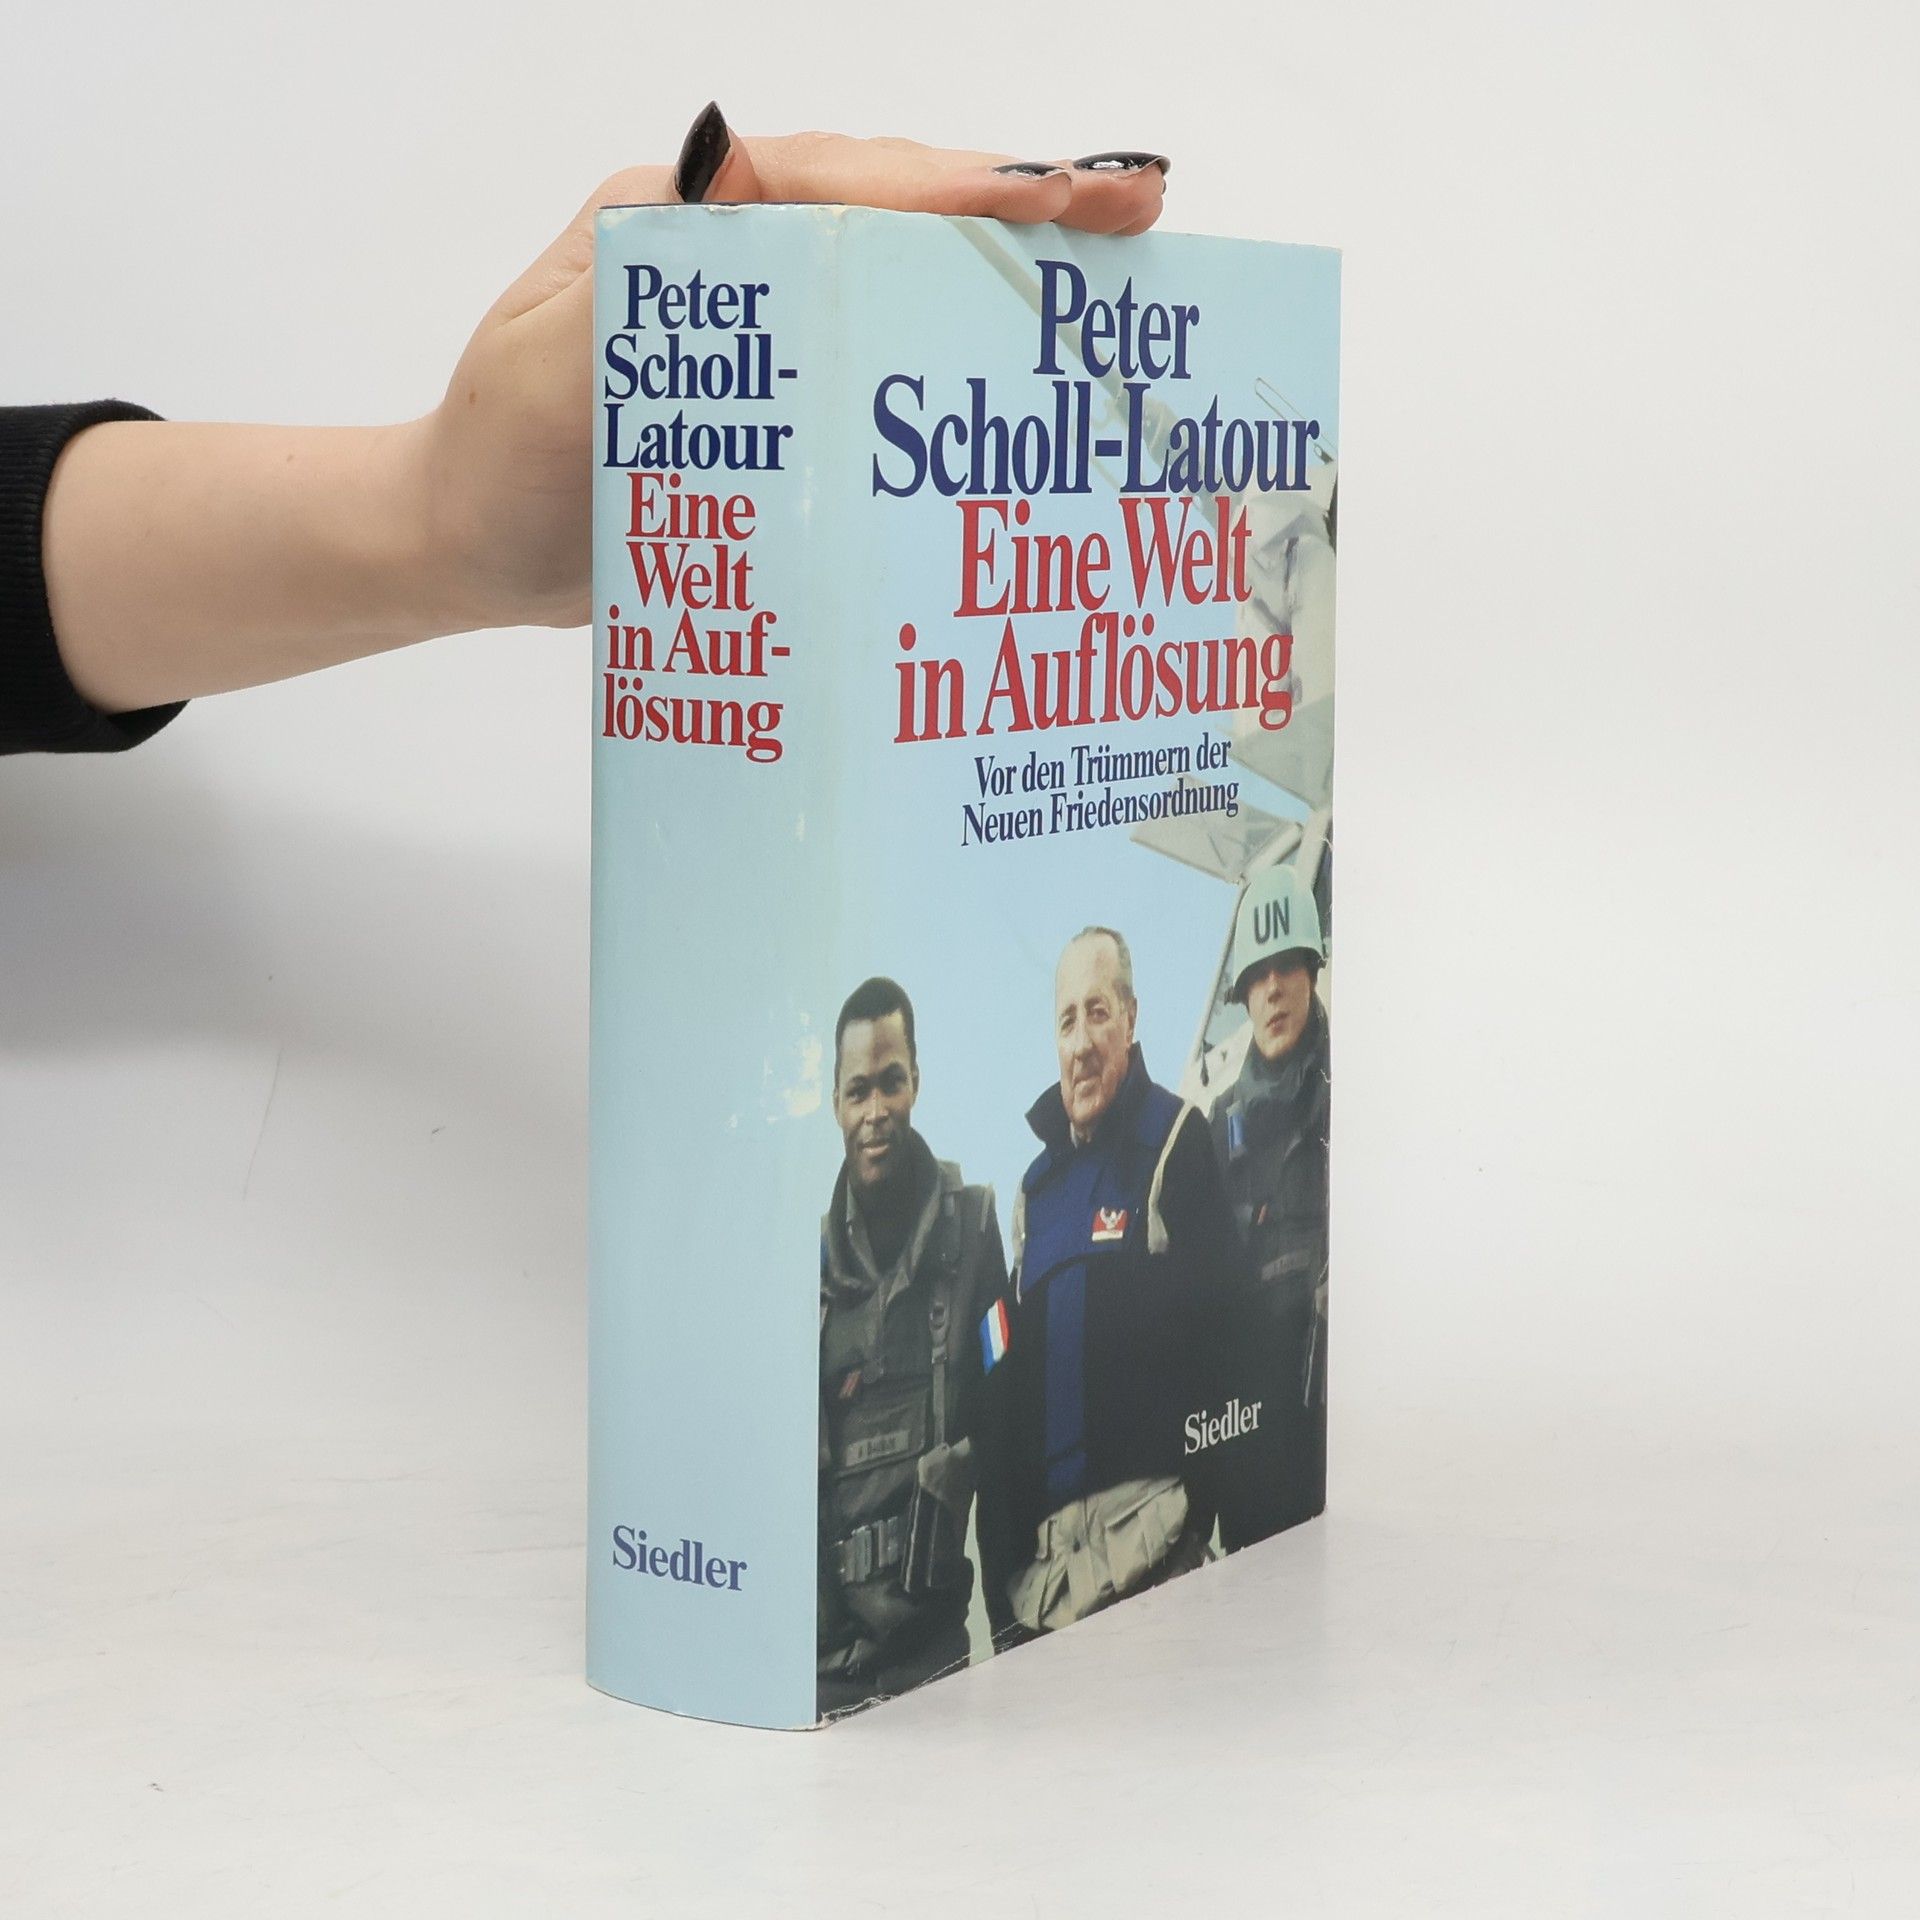 Peter
Scholl-
Latour
Eine
Welt
in Auf-
lösung
Siedler
Peter
Scholl-Latour
Eine Welt
in Auflösung
Vor den Trümmern der
Neuen Friedensordnung
UN
Siedler